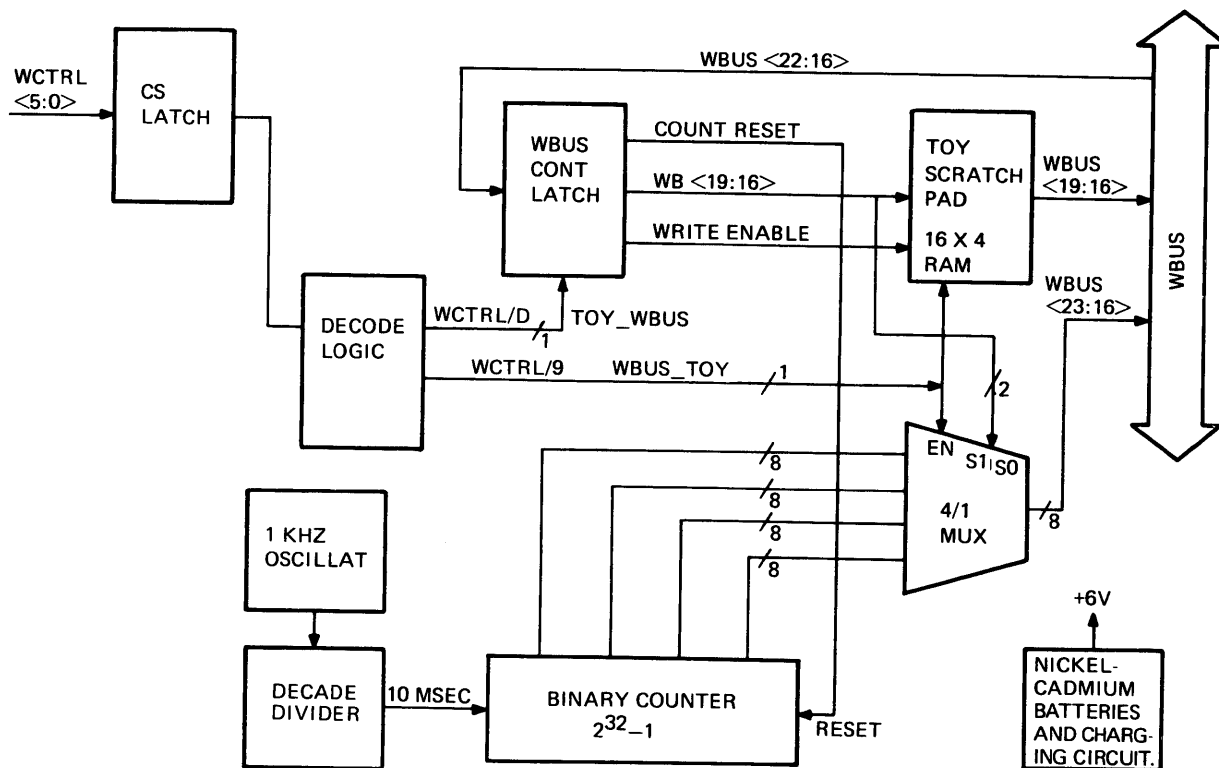 WCTRL
<5:0>
CS
LATCH
WBUS <22:16>
WBUS
CONT
LATCH
COUNT RESET
WB <19:16>
WRITE ENABLE
TOY
SCRATCH
PAD
16 X 4
RAM
WBUS
<19:16>
WBUS
<23:16>
WBUS
DECODE
LOGIC
WCTRL/D
1
TOY_WBUS
WCTRL/9 WBUS_TOY
1
2
EN
S1 S0
4/1
MUX
8
8
8
8
8
1 KHZ
OSCILLAT
DECADE
DIVIDER
10 MSEC
BINARY COUNTER
2^32–1
RESET
+6V
NICKEL-
CADMIUM
BATTERIES
AND CHARG-
ING CIRCUIT.